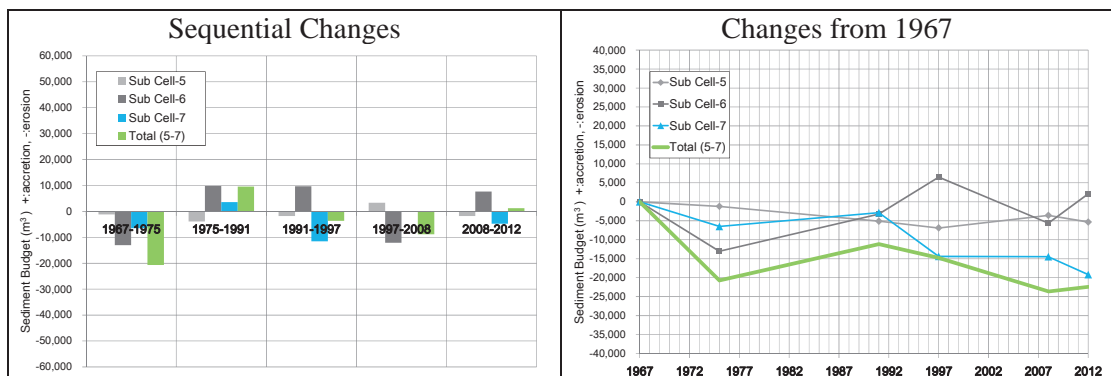 Sequential Changes
60,000
50,000
40,000
30,000
20,000
10,000
0
-10,000
-20,000
-30,000
-40,000
-50,000
-60,000
Sediment Budget (m³ ) +:accretion, -:erosion
Sub Cell-5
Sub Cell-6
Sub Cell-7
Total (5-7)
1967-1975
1975-1991
1991-1997
1997-2008
2008-2012
Changes from 1967
40,000
35,000
30,000
25,000
20,000
15,000
10,000
5,000
0
-5,000
-10,000
-15,000
-20,000
-25,000
-30,000
-35,000
-40,000
Sediment Budget (m³ ) +:accretion, -:erosion
Sub Cell-5
Sub Cell-6
Sub Cell-7
Total (5-7)
1967 1972 1977 1982 1987 1992 1997 2002 2007 2012